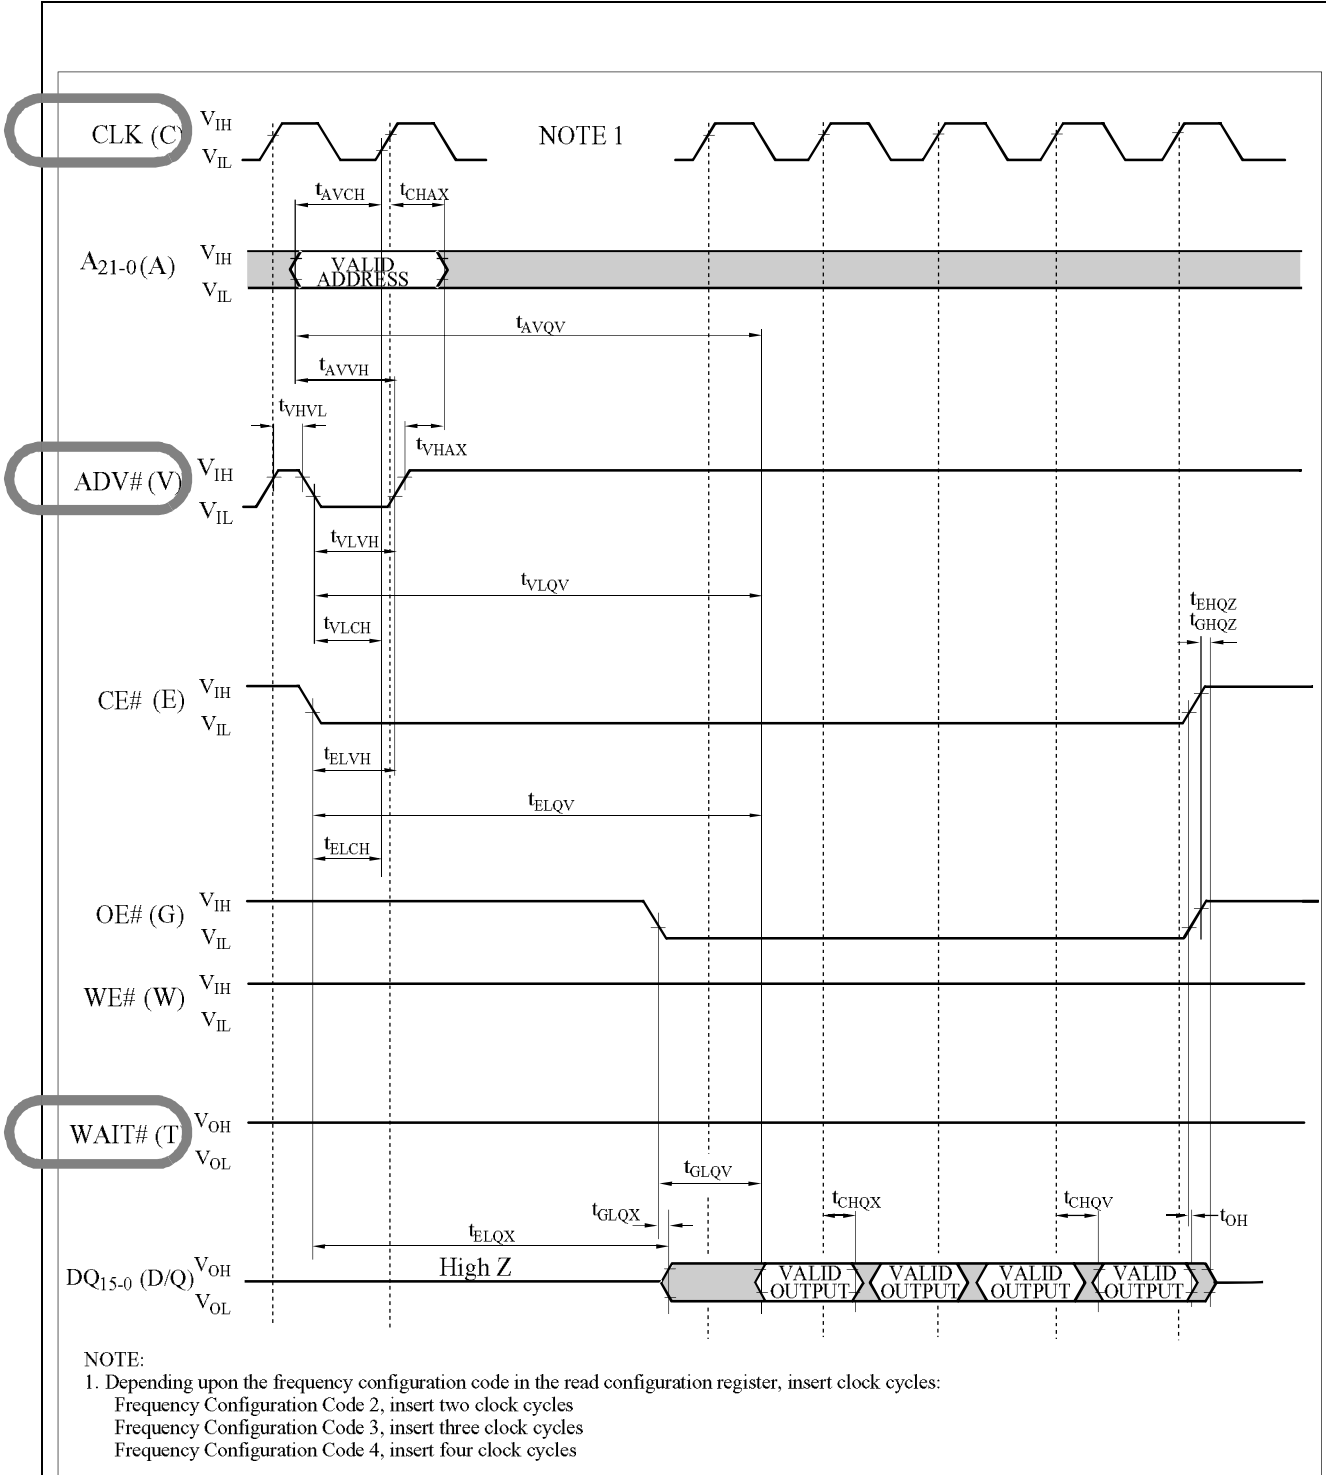 CLK (C)
VIH
VIL
NOTE 1
tAVCH
tCHAX
A21-0 (A)
VIH
VIL
VALID
ADDRESS
tAVQV
tAVVH
tVHVL
tVHAX
ADV# (V)
VIH
VIL
tVLVH
tVLQV
tVLCH
tEHQZ
tGHQZ
CE# (E)
VIH
VIL
tELVH
tELQV
tELCH
OE# (G)
VIH
VIL
WE# (W)
VIH
VIL
WAIT# (T
VOH
VOL
tGLQV
tGLQX
tCHQX
tCHQV
tOH
tELQX
High Z
DQ15-0 (D/Q)
VOH
VOL
VALID
OUTPUT
VALID
OUTPUT
VALID
OUTPUT
VALID
OUTPUT
NOTE:
1. Depending upon the frequency configuration code in the read configuration register, insert clock cycles:
Frequency Configuration Code 2, insert two clock cycles
Frequency Configuration Code 3, insert three clock cycles
Frequency Configuration Code 4, insert four clock cycles